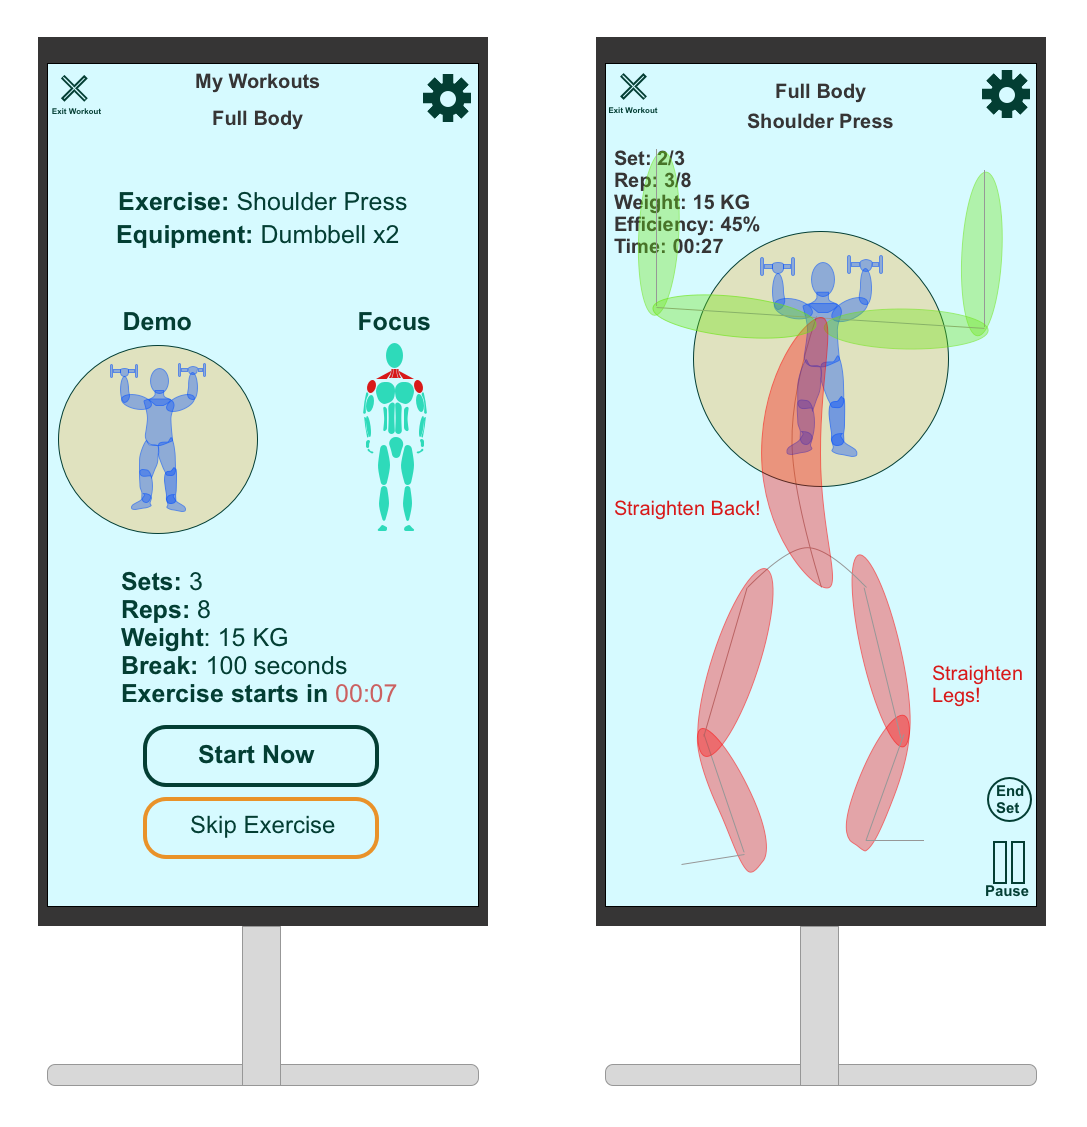 My Workouts
Exit Workout
Full Body
Exercise: Shoulder Press
Equipment: Dumbbell x2
Demo
Focus
Sets: 3
Reps: 8
Weight: 15 KG
Break: 100 seconds
Exercise starts in 00:07
Start Now
Skip Exercise
Full Body
Exit Workout
Shoulder Press
Set: 2/3
Rep: 3/8
Weight: 15 KG
Efficiency: 45%
Time: 00:27
Straighten Back!
Straighten
Legs!
End
Set
Pause